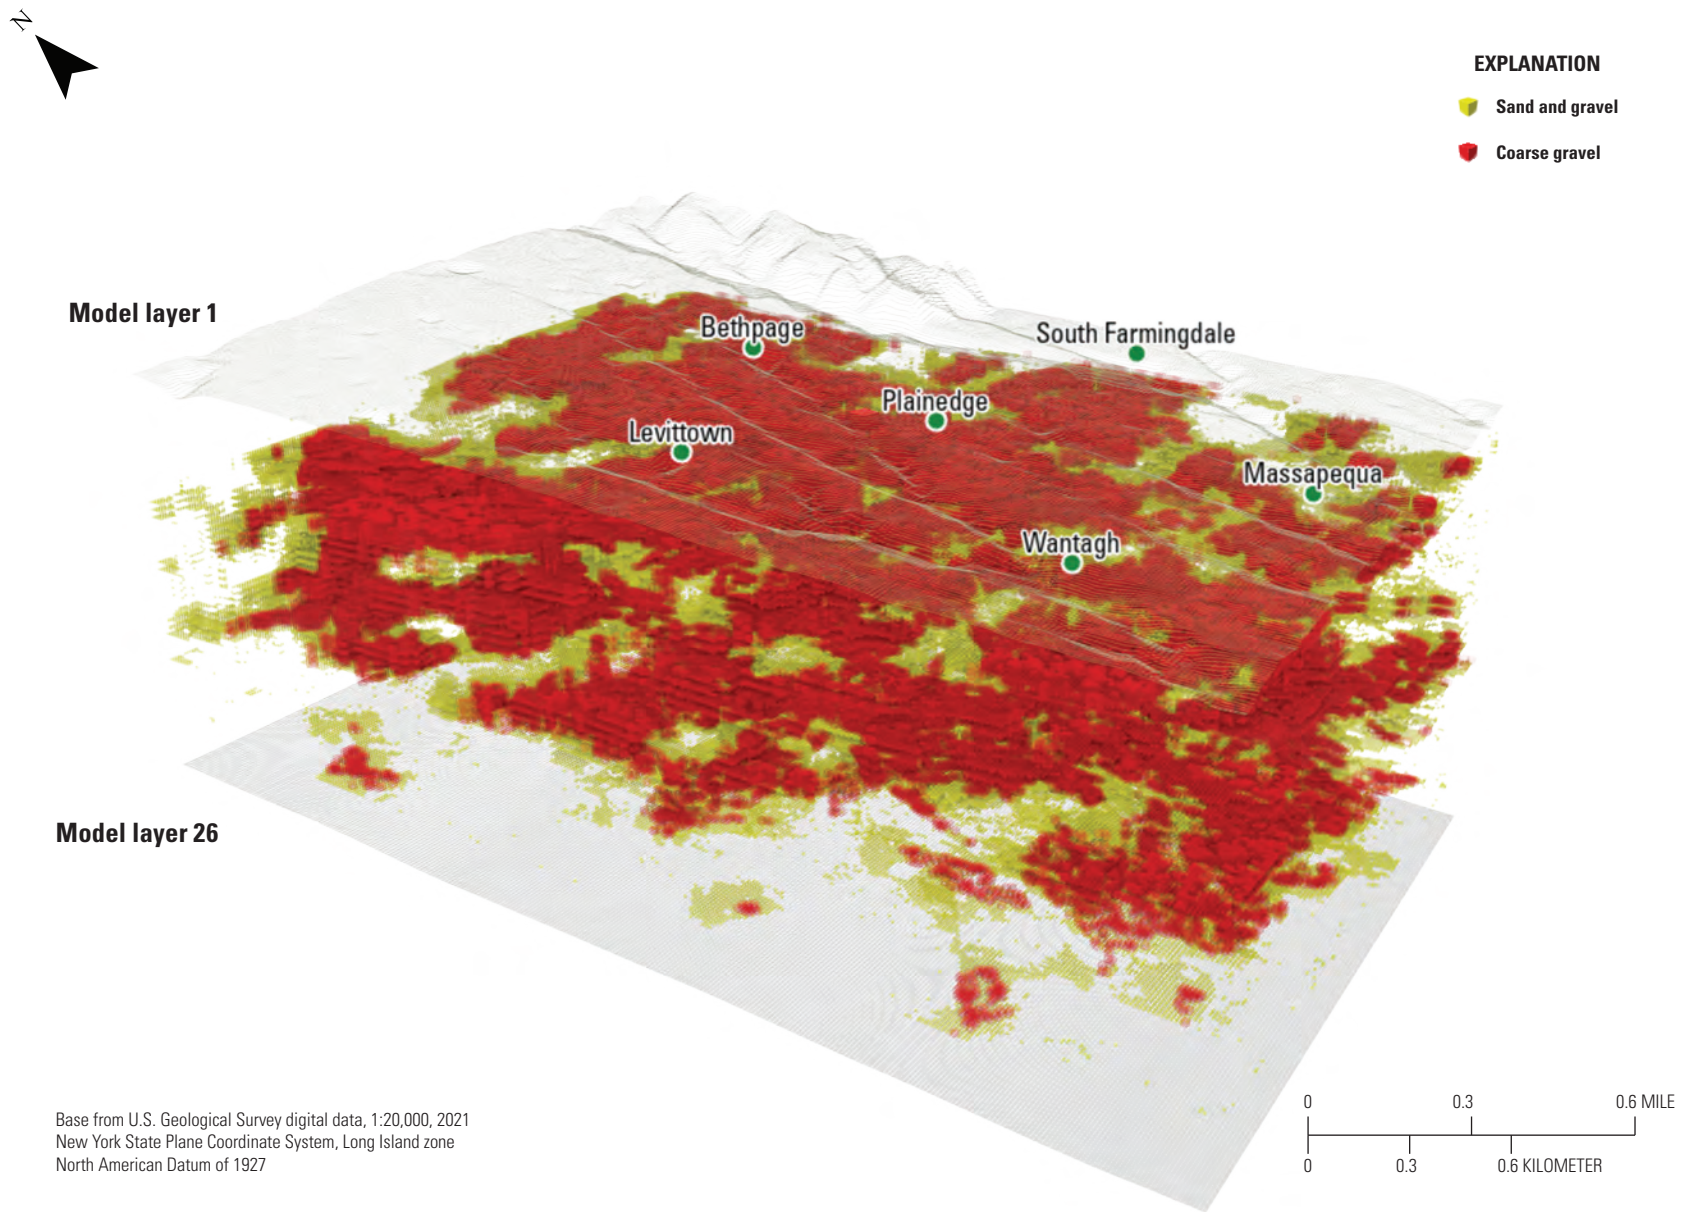 N
EXPLANATION
Sand and gravel
Coarse gravel
Model layer 1
Bethpage
South Farmingdale
Plainedge
Levittown
Massapequa
Wantagh
Model layer 26
Base from U.S. Geological Survey digital data, 1:20,000, 2021
New York State Plane Coordinate System, Long Island zone
North American Datum of 1927
0 0.3 0.6 MILE
0 0.3 0.6 KILOMETER